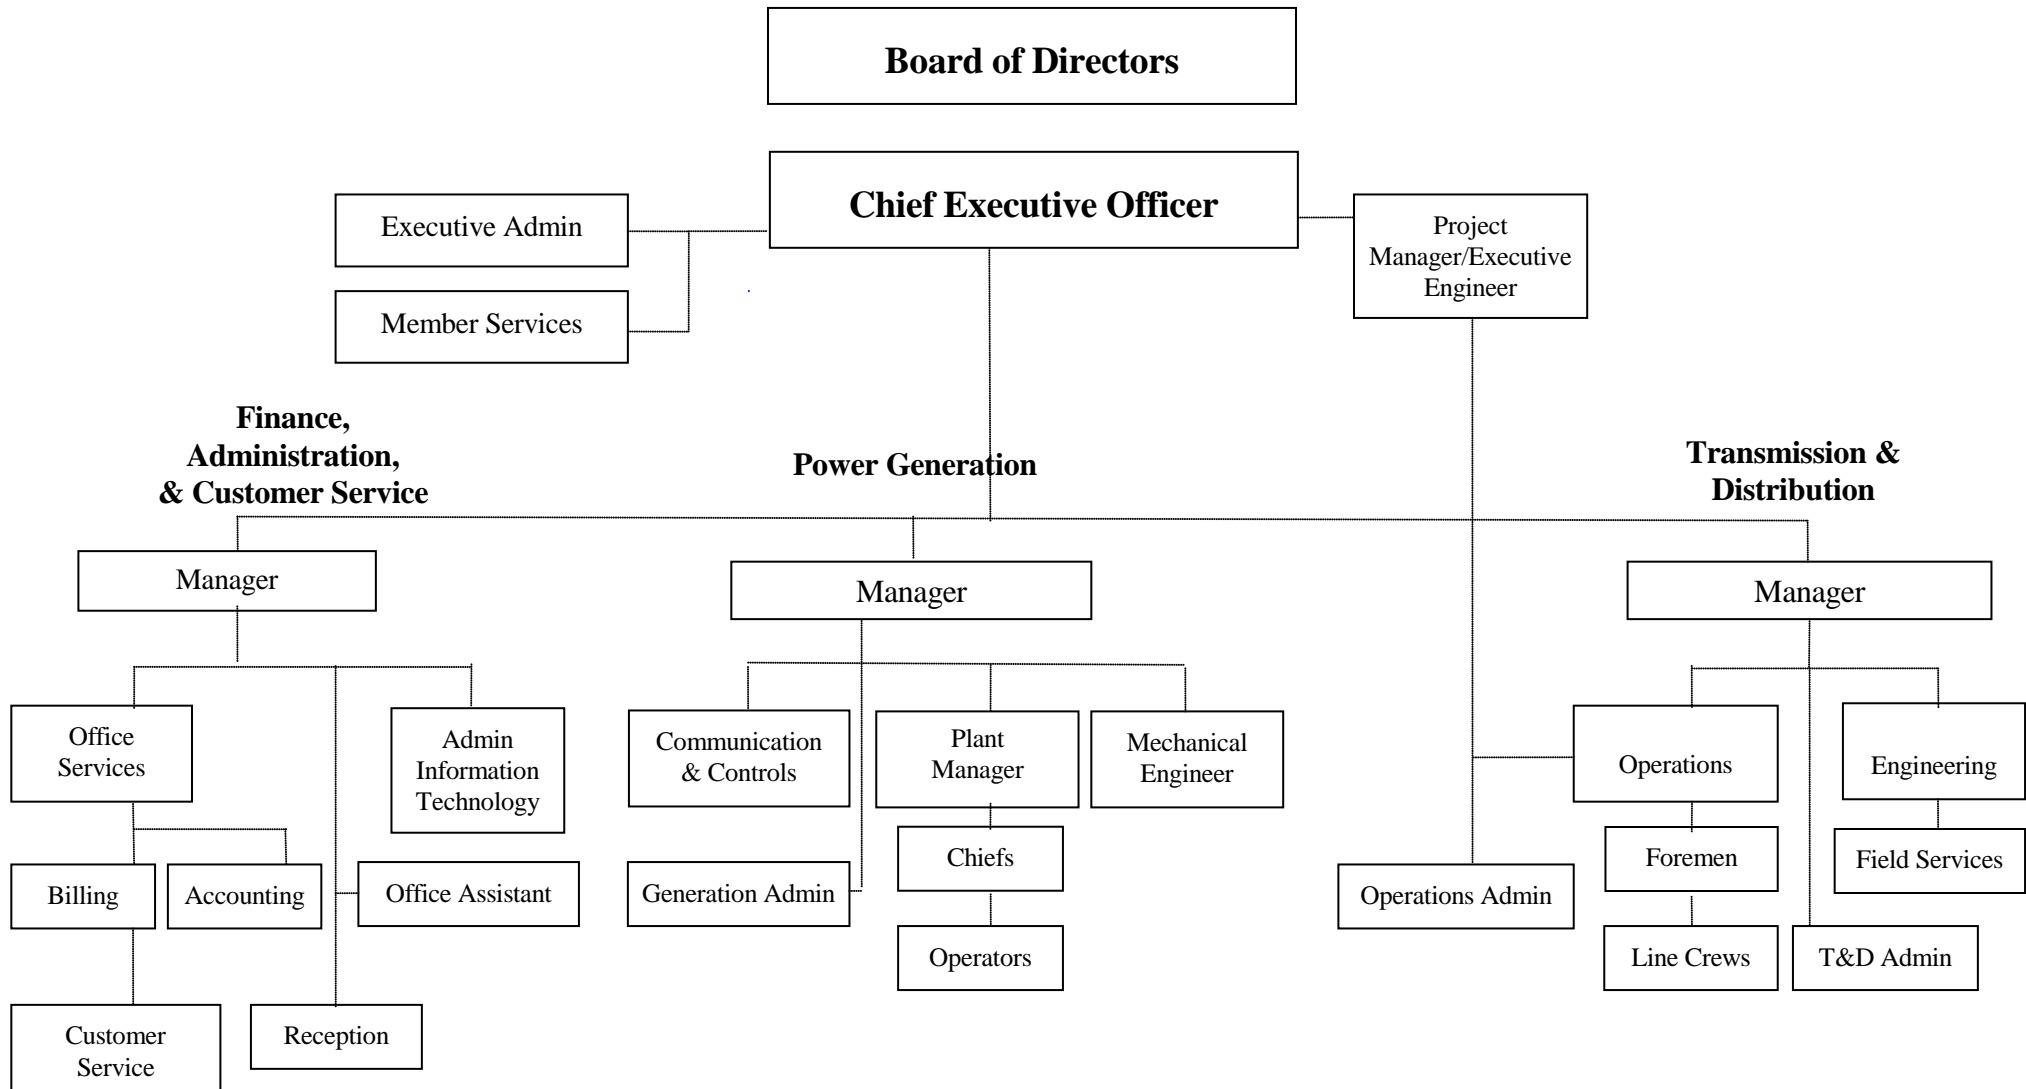 Board of Directors
Chief Executive Officer
Executive Admin
Member Services
Project
Manager/Executive
Engineer
Finance,
Administration,
& Customer Service
Power Generation
Transmission &
Distribution
Manager
Manager
Manager
Office
Services
Admin
Information
Technology
Communication
& Controls
Plant
Manager
Mechanical
Engineer
Operations
Engineering
Chiefs
Foremen
Field Services
Billing
Accounting
Office Assistant
Generation Admin
Operations Admin
Operators
Line Crews
T&D Admin
Customer
Service
Reception